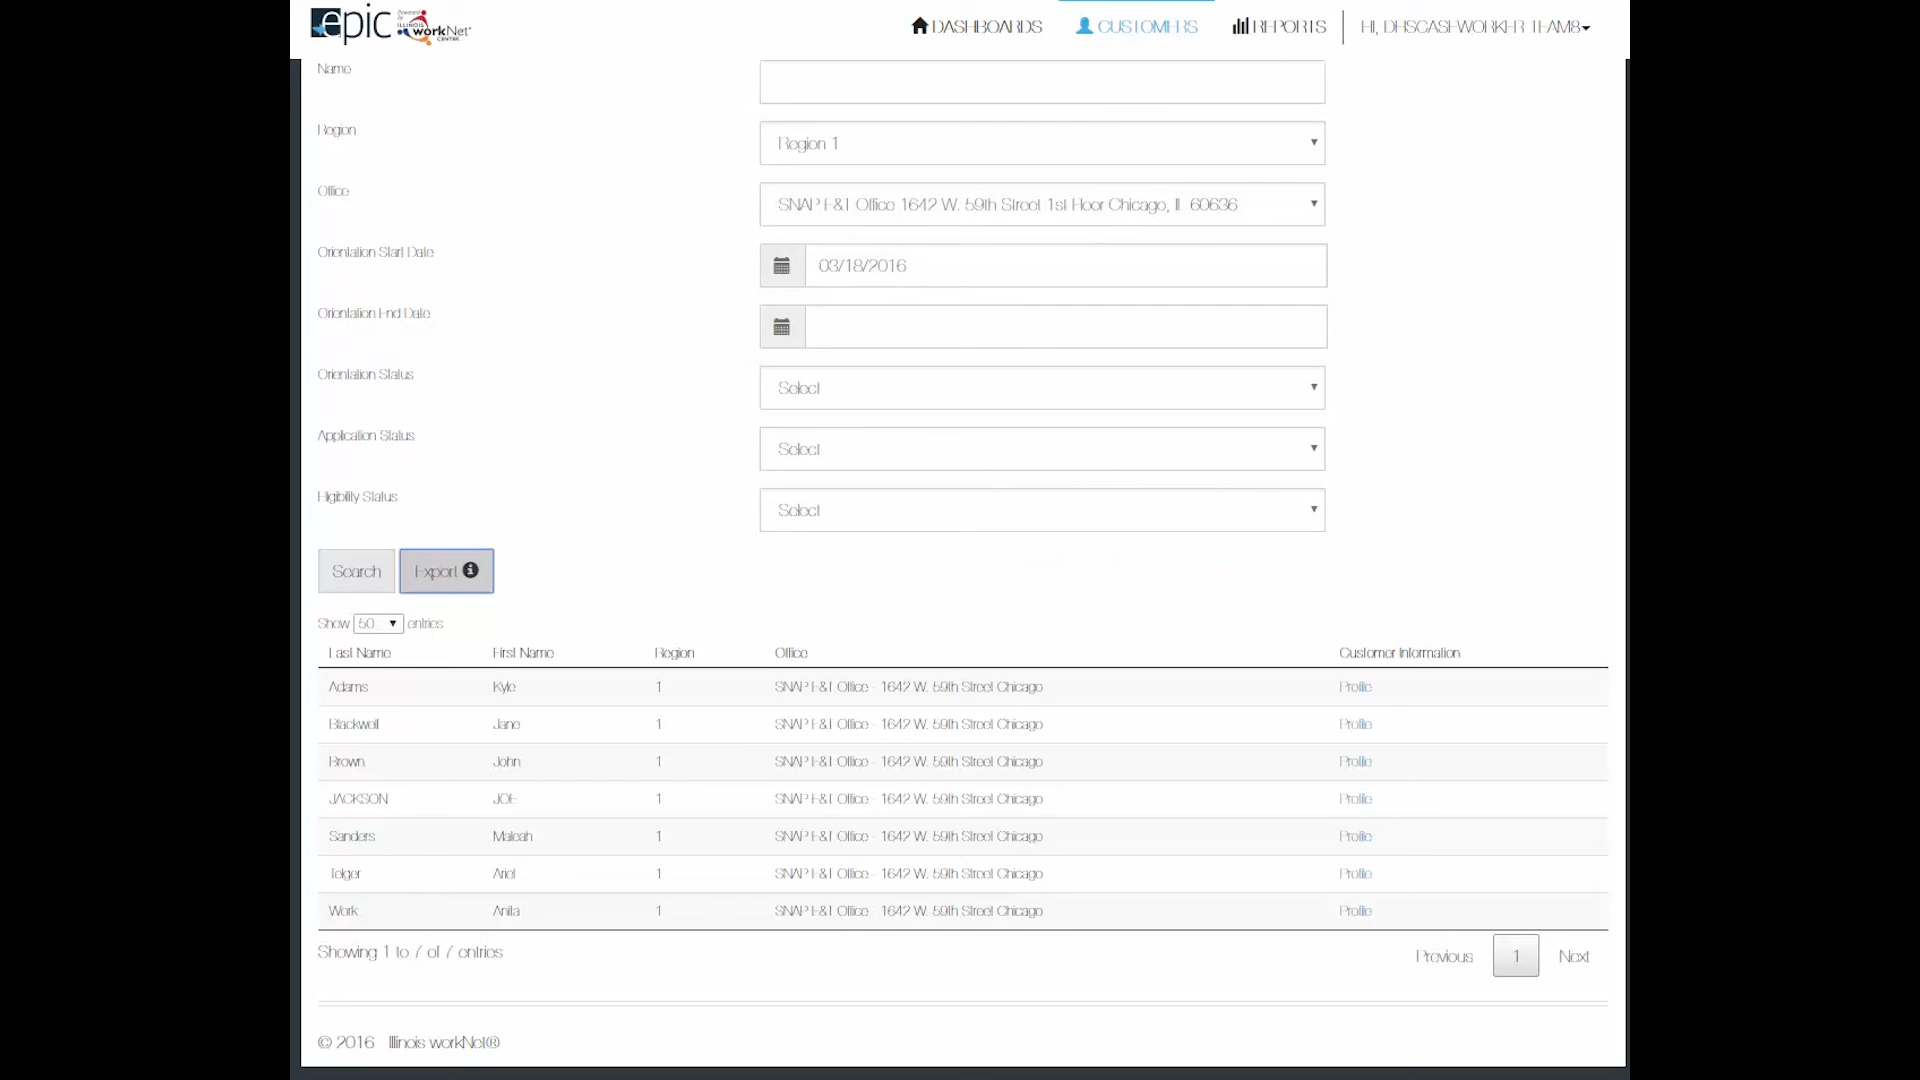 epic Powered by ILLINOIS workNet CENTER DASHBOARDS CUSTOMERS REPORTS HI, DHSCASEWORKER TEAM8
Name
Region Region 1
Office SNAP E&T Office 1642 W. 59th Street 1st Floor Chicago, IL 60636
Orientation Start Date 03/18/2016
Orientation End Date
Orientation Status Select
Application Status Select
Eligibility Status Select
Search Export
Show 50 entries
Last Name First Name Region Office Customer Information
Adams Kyle 1 SNAP E&T Office - 1642 W. 59th Street Chicago Profile
Blackwell Jane 1 SNAP E&T Office - 1642 W. 59th Street Chicago Profile
Brown John 1 SNAP E&T Office - 1642 W. 59th Street Chicago Profile
JACKSON JOE 1 SNAP E&T Office - 1642 W. 59th Street Chicago Profile
Sanders Maleah 1 SNAP E&T Office - 1642 W. 59th Street Chicago Profile
Telger Ariel 1 SNAP E&T Office - 1642 W. 59th Street Chicago Profile
Work Anita 1 SNAP E&T Office - 1642 W. 59th Street Chicago Profile
Showing 1 to 7 of 7 entries Previous 1 Next
© 2016 Illinois workNet®